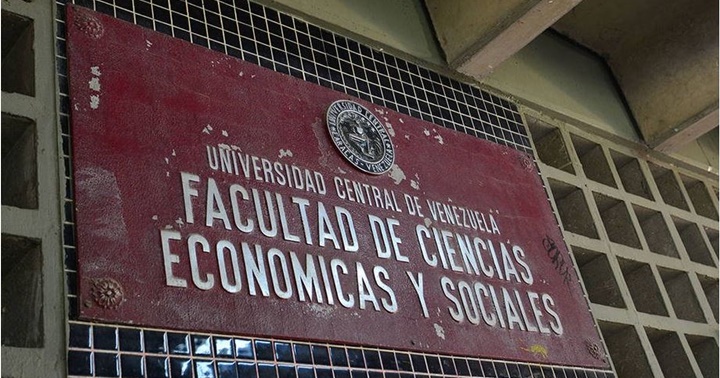 UNIVERSIDAD CENTRAL DE VENEZUELA
FACULTAD DE CIENCIAS
ECONOMICAS Y SOCIALES